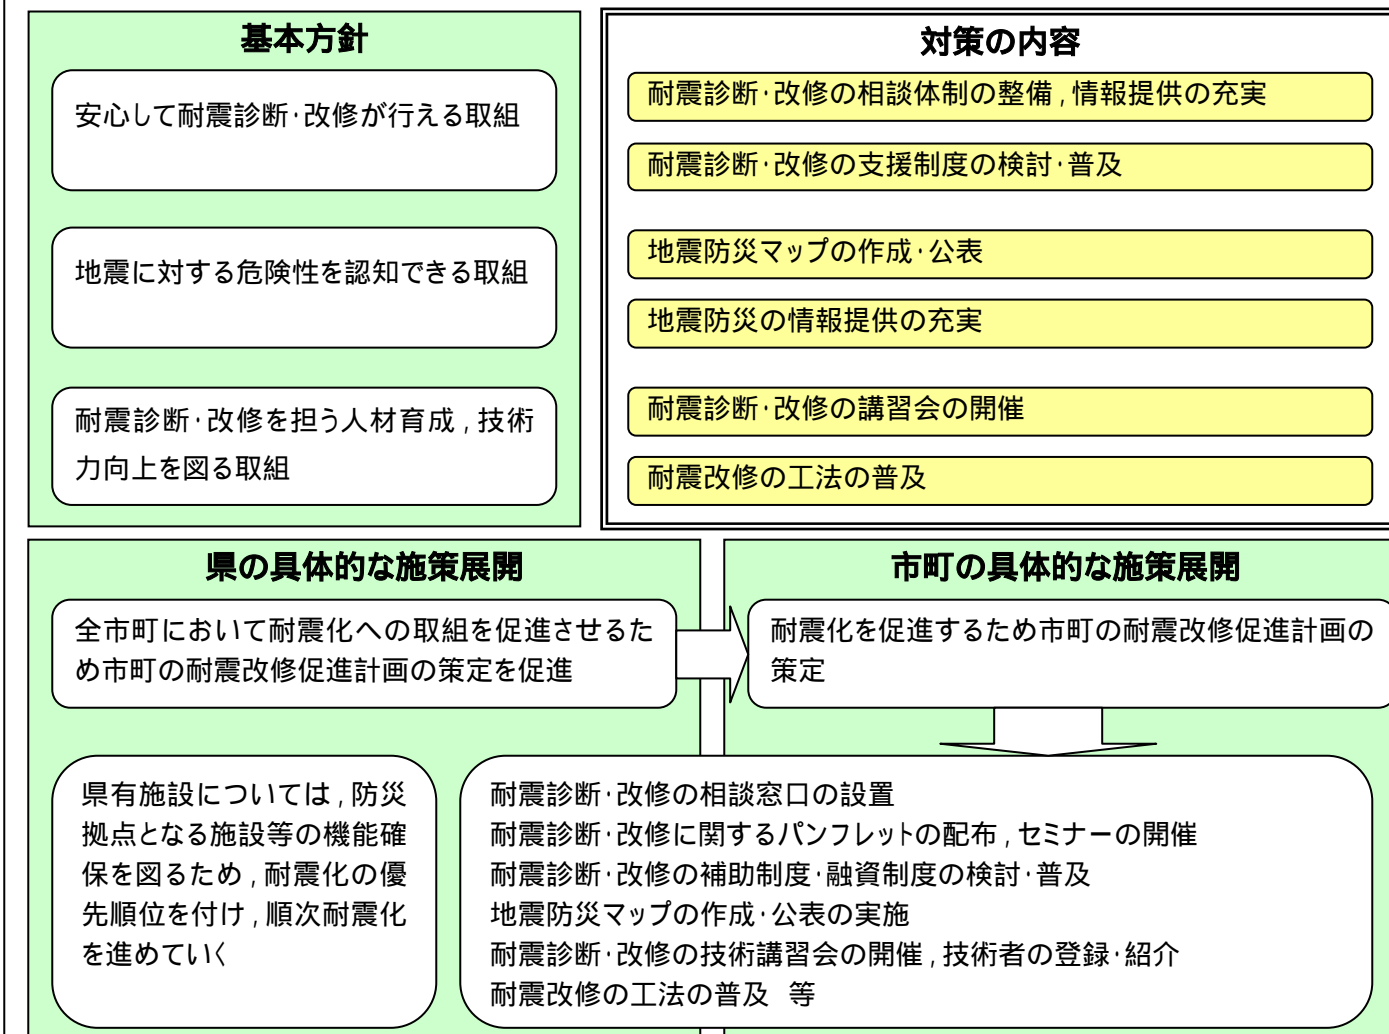 基本方針
安心して耐震診断・改修が行える取組
地震に対する危険性を認知できる取組
耐震診断・改修を担う人材育成，技術
力向上を図る取組
対策の内容
耐震診断・改修の相談体制の整備，情報提供の充実
耐震診断・改修の支援制度の検討・普及
地震防災マップの作成・公表
地震防災の情報提供の充実
耐震診断・改修の講習会の開催
耐震改修の工法の普及
県の具体的な施策展開
全市町において耐震化への取組を促進させるた
め市町の耐震改修促進計画の策定を促進
市町の具体的な施策展開
耐震化を促進するため市町の耐震改修促進計画の
策定
県有施設については，防災
拠点となる施設等の機能確
保を図るため，耐震化の優
先順位を付け，順次耐震化
を進めていく
耐震診断・改修の相談窓口の設置
耐震診断・改修に関するパンフレットの配布，セミナーの開催
耐震診断・改修の補助制度・融資制度の検討・普及
地震防災マップの作成・公表の実施
耐震診断・改修の技術講習会の開催，技術者の登録・紹介
耐震改修の工法の普及　等